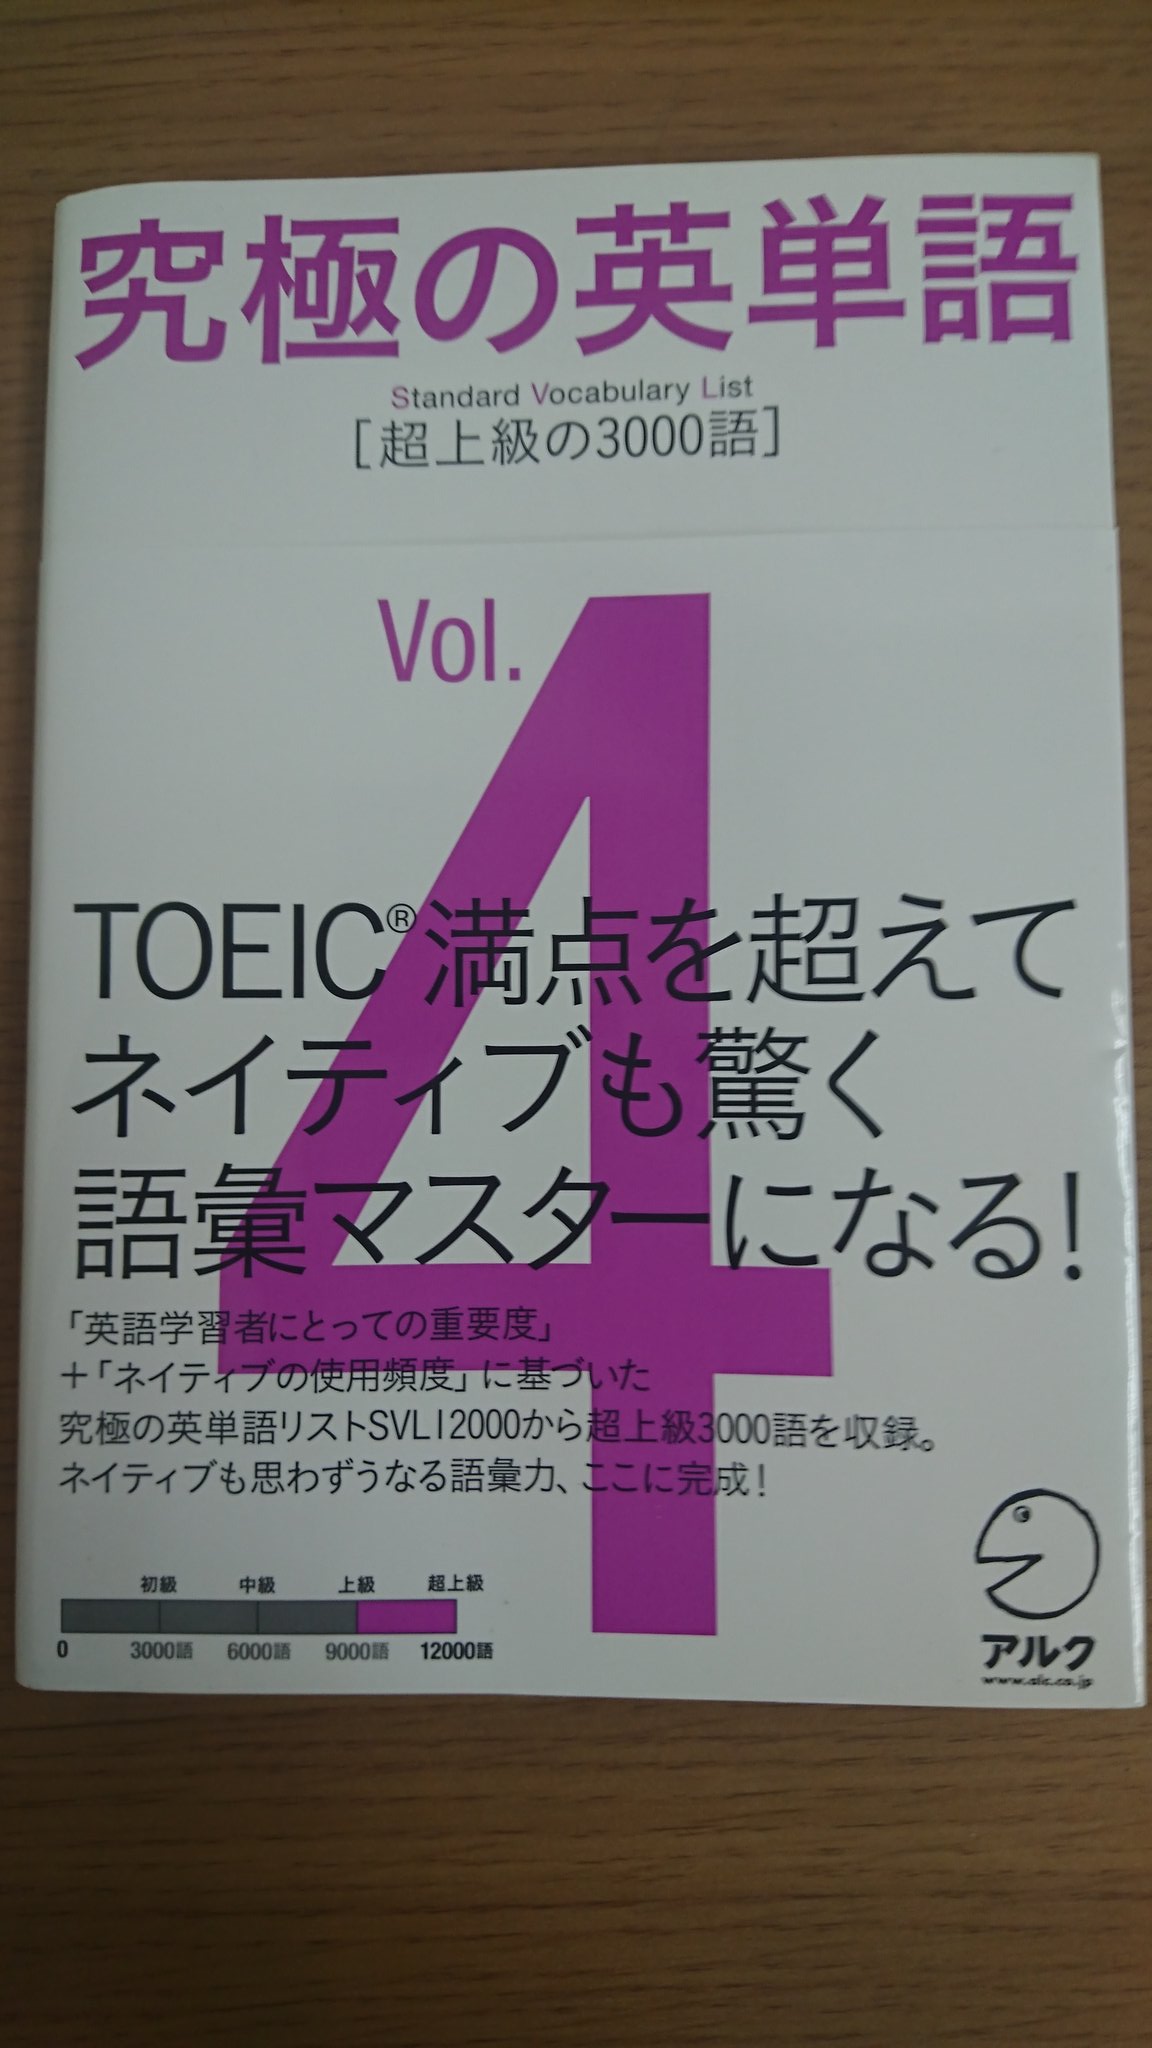 究極の英単語
Standard Vocabulary List
［超上級の3000語］
Vol.
4
TOEIC®満点を超えて
ネイティブも驚く
語彙マスターになる！
「英語学習者にとっての重要度」
＋「ネイティブの使用頻度」に基づいた
究極の英単語リストSVL12000から超上級3000語を収録。
ネイティブも思わずうなる語彙力、ここに完成！
初級 中級 上級 超上級
0 3000語 6000語 9000語 12000語
アルク
www.alc.co.jp